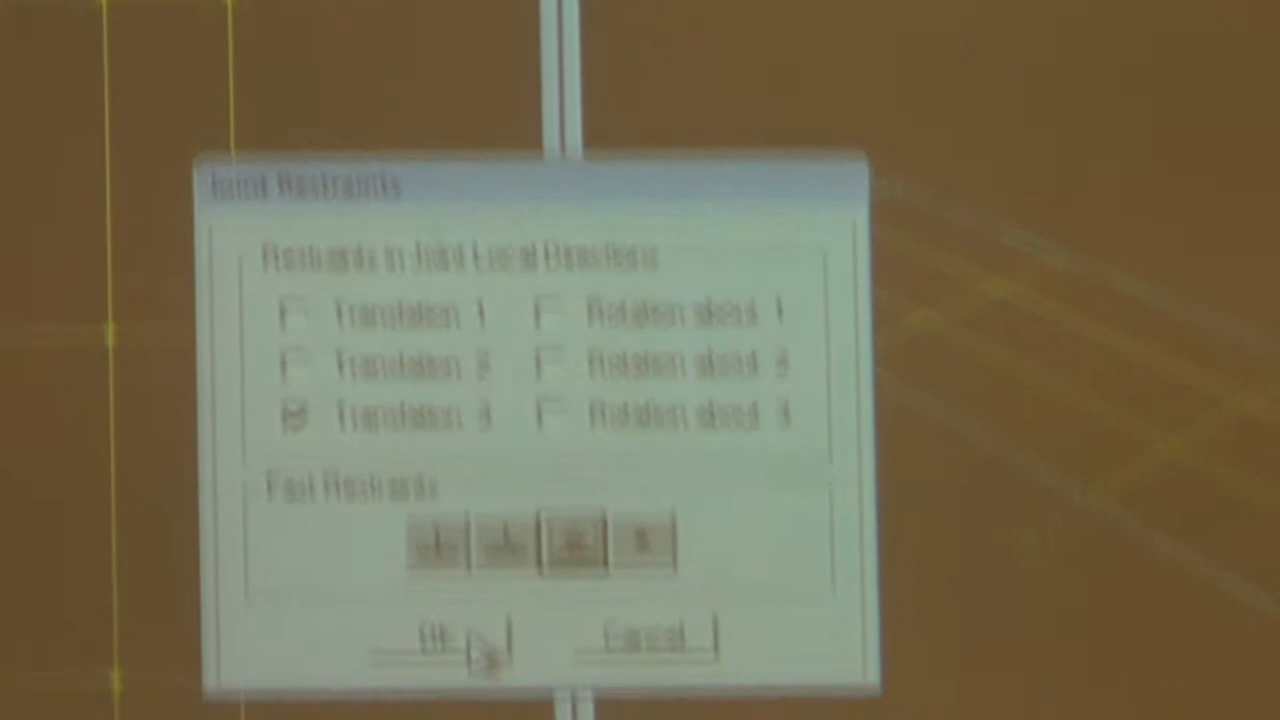 Joint Restraints
Restraints in Joint Local Directions
Translation 1 Rotation about 1
Translation 2 Rotation about 2
Translation 3 Rotation about 3
Fast Restraints
OK Cancel